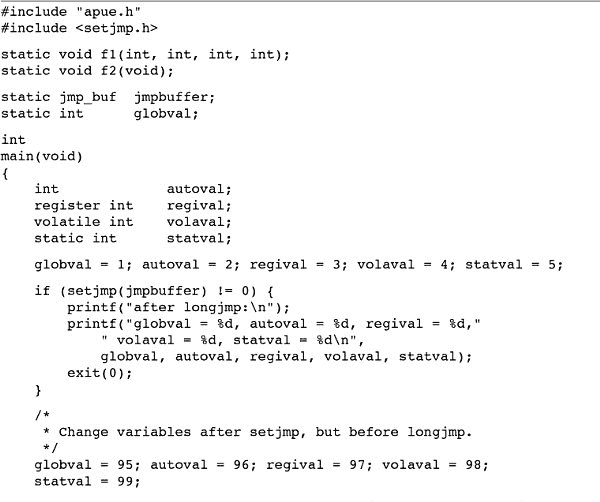 #include "apue.h"
#include <setjmp.h>
static void f1(int, int, int, int);
static void f2(void);
static jmp_buf jmpbuffer;
static int globval;
int
main(void)
{
int autoval;
register int regival;
volatile int volaval;
static int statval;
globval = 1; autoval = 2; regival = 3; volaval = 4; statval = 5;
if (setjmp(jmpbuffer) != 0) {
printf("after longjmp:\n");
printf("globval = %d, autoval = %d, regival = %d,"
" volaval = %d, statval = %d\n",
globval, autoval, regival, volaval, statval);
exit(0);
}
/*
* Change variables after setjmp, but before longjmp.
*/
globval = 95; autoval = 96; regival = 97; volaval = 98;
statval = 99;